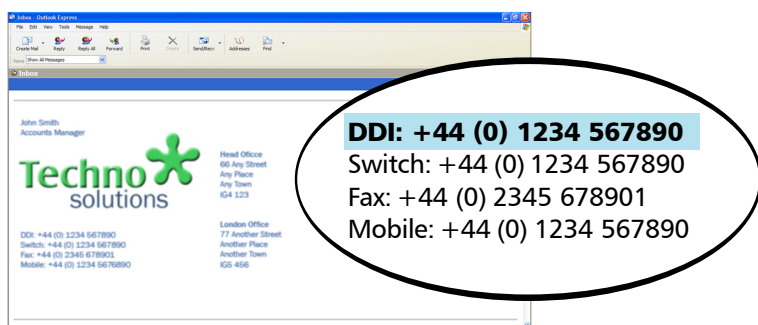 Inbox - Outlook Express
File Edit View Tools Message Help
Create Mail Reply Reply All Forward Print Delete Send/Recv Addresses Find
View Show All Messages
Inbox
John Smith
Accounts Manager
Techno
solutions
DDI: +44 (0) 1234 567890
Switch: +44 (0) 1234 567890
Fax: +44 (0) 2345 678901
Mobile: +44 (0) 1234 5676890
Head Oficce
66 Any Street
Any Place
Any Town
IG4 123
London Office
77 Another Street
Another Place
Another Town
IG5 456
DDI: +44 (0) 1234 567890
Switch: +44 (0) 1234 567890
Fax: +44 (0) 2345 678901
Mobile: +44 (0) 1234 567890